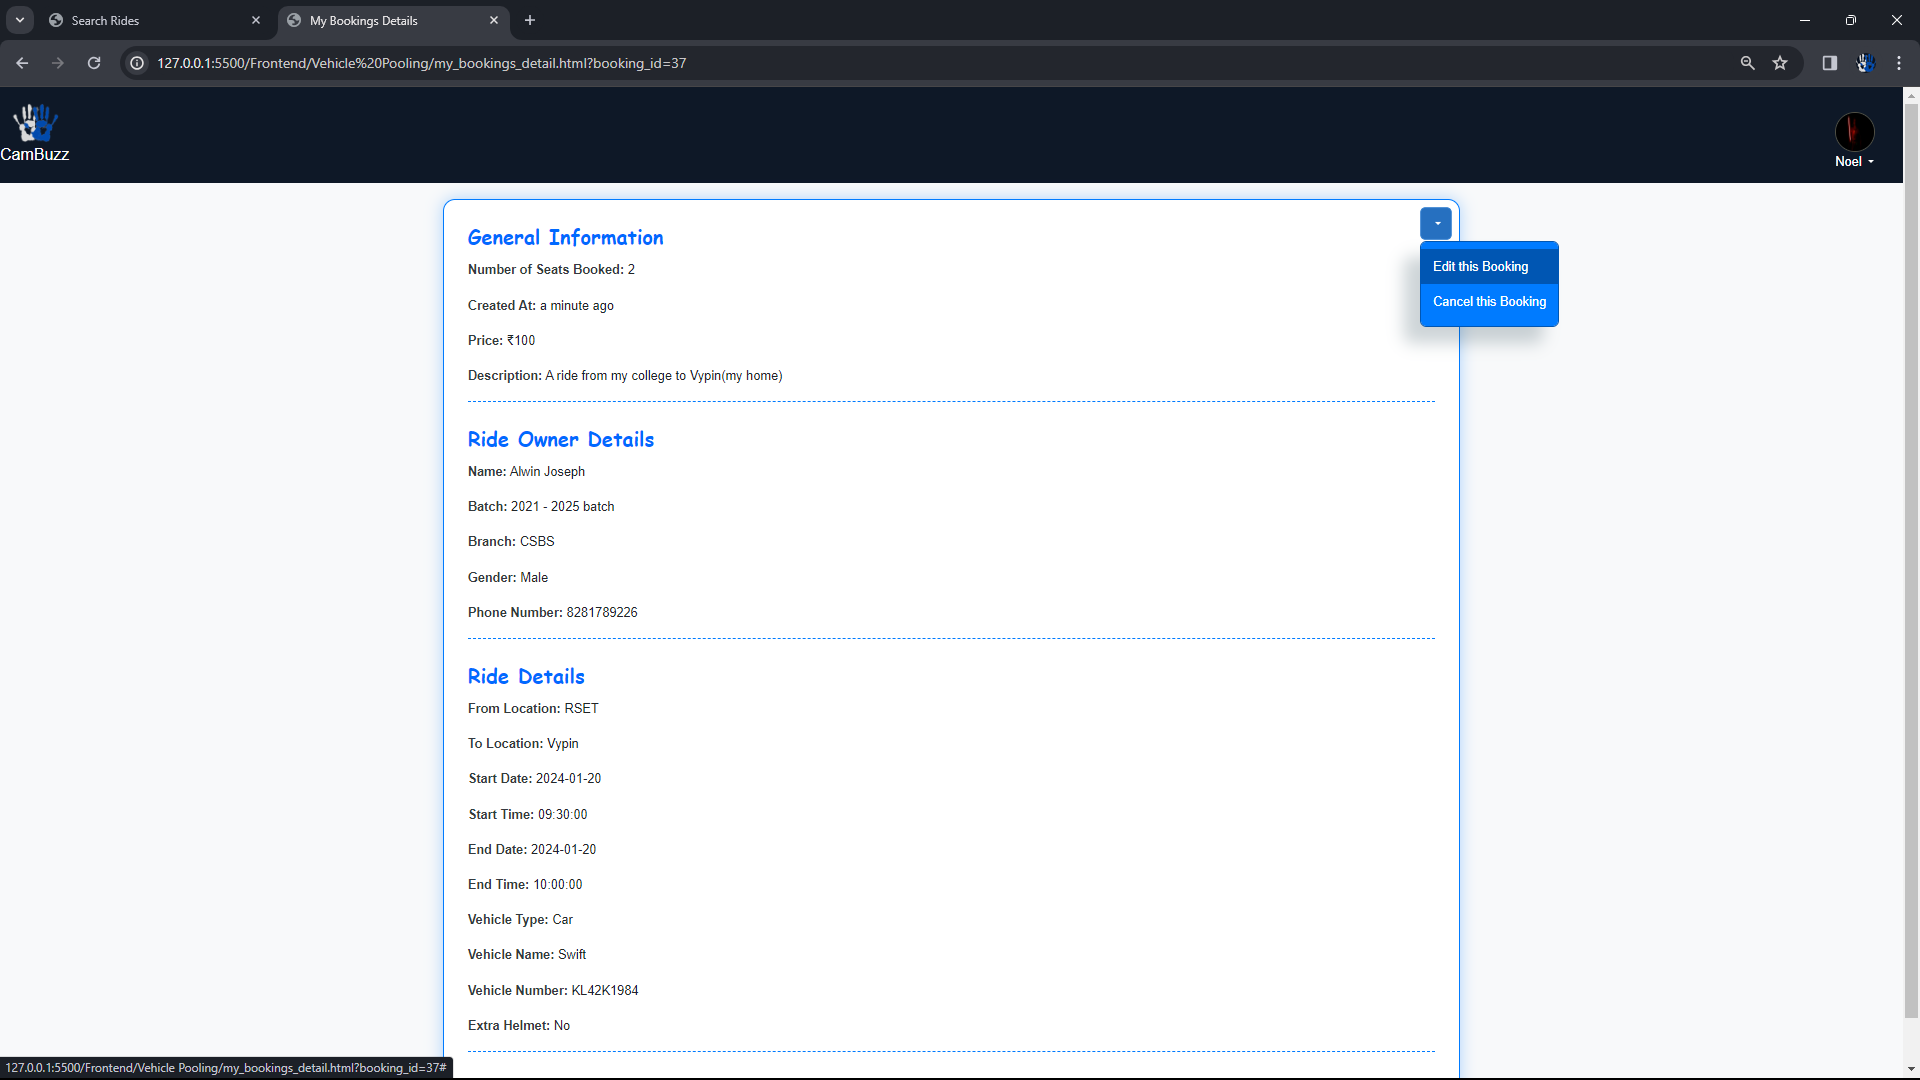 Search Rides
My Bookings Details
127.0.0.1:5500/Frontend/Vehicle%20Pooling/my_bookings_detail.html?booking_id=37
CamBuzz
Noel
General Information
Number of Seats Booked: 2
Created At: a minute ago
Price: ₹100
Description: A ride from my college to Vypin(my home)
Edit this Booking
Cancel this Booking
Ride Owner Details
Name: Alwin Joseph
Batch: 2021 - 2025 batch
Branch: CSBS
Gender: Male
Phone Number: 8281789226
Ride Details
From Location: RSET
To Location: Vypin
Start Date: 2024-01-20
Start Time: 09:30:00
End Date: 2024-01-20
End Time: 10:00:00
Vehicle Type: Car
Vehicle Name: Swift
Vehicle Number: KL42K1984
Extra Helmet: No
127.0.0.1:5500/Frontend/Vehicle Pooling/my_bookings_detail.html?booking_id=37#